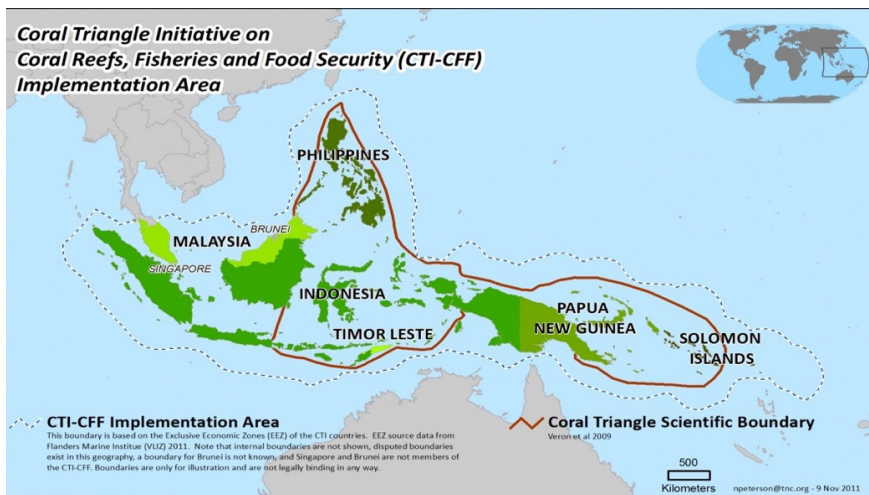 Coral Triangle Initiative on
Coral Reefs, Fisheries and Food Security (CTI-CFF)
Implementation Area
PHILIPPINES
BRUNEI
MALAYSIA
SINGAPORE
INDONESIA
PAPUA
NEW GUINEA
TIMOR LESTE
SOLOMON
ISLANDS
CTI-CFF Implementation Area
This boundary is based on the Exclusive Economic Zones (EEZ) of the CTI countries. EEZ source data from
Flanders Marine Institue (VLIZ) 2011. Note that internal boundaries are not shown, disputed boundaries
exist in this geography, a boundary for Brunei is not known, and Singapore and Brunei are not members of
the CTI-CFF. Boundaries are only for illustration and are not legally binding in any way.
Coral Triangle Scientific Boundary
Veron et al 2009
500
Kilometers
npeterson@tnc.org - 9 Nov 2011